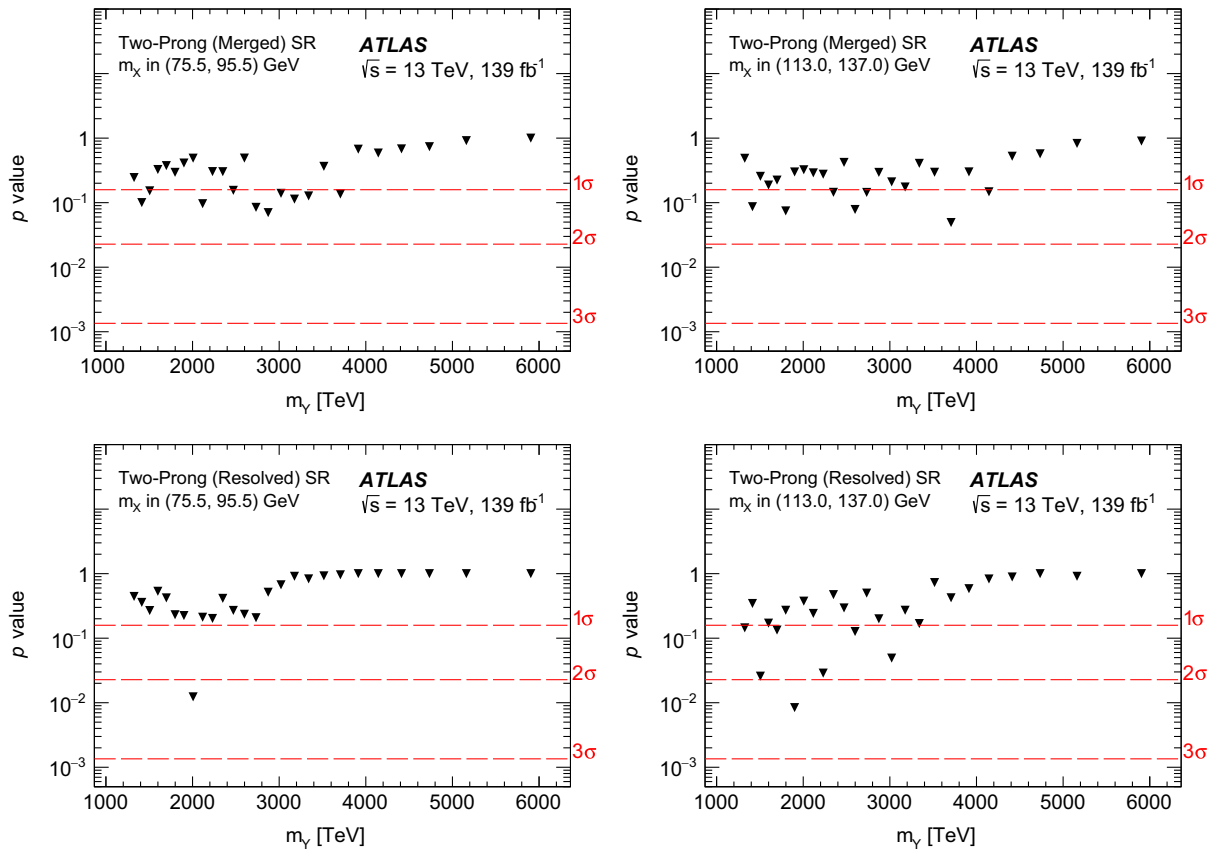 Two-Prong (Merged) SR
m_X in (75.5, 95.5) GeV
ATLAS
√s = 13 TeV, 139 fb⁻¹
p value
1
10⁻¹
10⁻²
10⁻³
1σ
2σ
3σ
1000 2000 3000 4000 5000 6000
m_Y [TeV]
Two-Prong (Merged) SR
m_X in (113.0, 137.0) GeV
ATLAS
√s = 13 TeV, 139 fb⁻¹
p value
1
10⁻¹
10⁻²
10⁻³
1σ
2σ
3σ
1000 2000 3000 4000 5000 6000
m_Y [TeV]
Two-Prong (Resolved) SR
m_X in (75.5, 95.5) GeV
ATLAS
√s = 13 TeV, 139 fb⁻¹
p value
1
10⁻¹
10⁻²
10⁻³
1σ
2σ
3σ
1000 2000 3000 4000 5000 6000
m_Y [TeV]
Two-Prong (Resolved) SR
m_X in (113.0, 137.0) GeV
ATLAS
√s = 13 TeV, 139 fb⁻¹
p value
1
10⁻¹
10⁻²
10⁻³
1σ
2σ
3σ
1000 2000 3000 4000 5000 6000
m_Y [TeV]